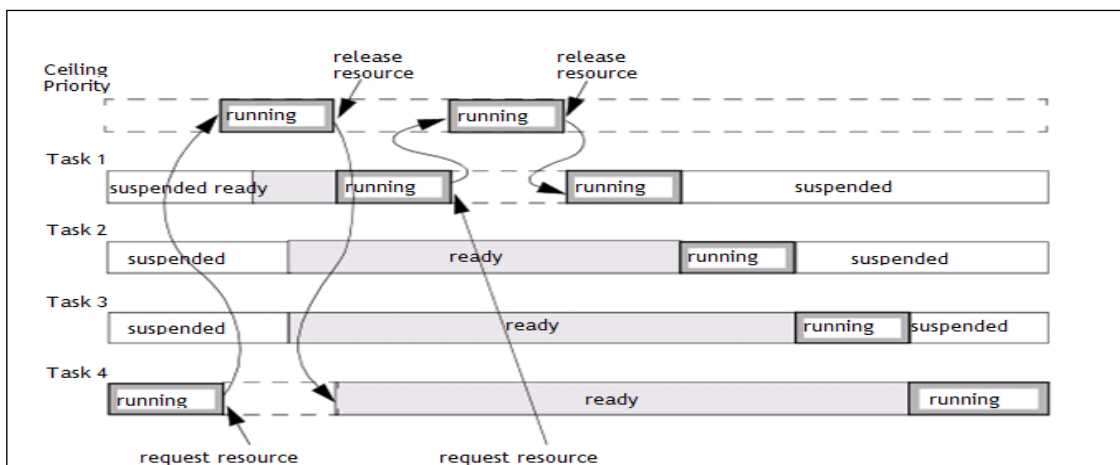 release
resource
release
resource
Ceiling
Priority
running
running
Task 1
suspended ready
running
running
suspended
Task 2
suspended
ready
running
suspended
Task 3
suspended
ready
running
suspended
Task 4
running
ready
running
request resource
request resource